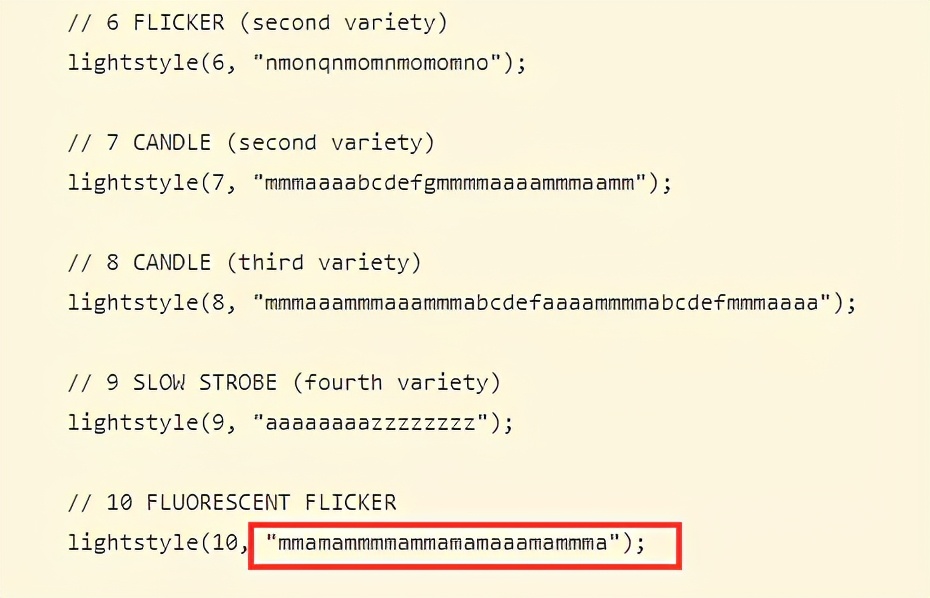 // 6 FLICKER (second variety)
lightstyle(6, "nmonqnmomnmomomno");
// 7 CANDLE (second variety)
lightstyle(7, "mmmaaaabcdefgmmmmaaaammmaamm");
// 8 CANDLE (third variety)
lightstyle(8, "mmmaaammmaaammmabcdefaaaammmmabcdefmmmaaaa");
// 9 SLOW STROBE (fourth variety)
lightstyle(9, "aaaaaaaazzzzzzzz");
// 10 FLUORESCENT FLICKER
lightstyle(10, "mmamammmmammamamaaamammma");